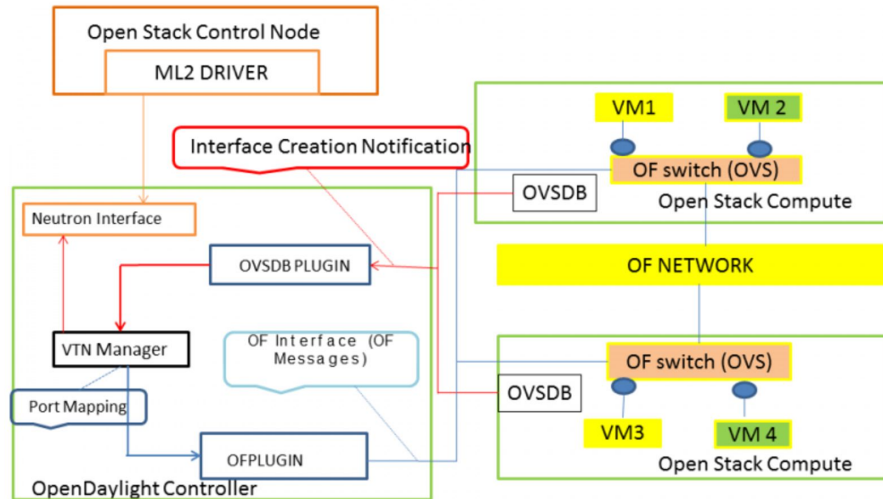 Open Stack Control Node
ML2 DRIVER
Interface Creation Notification
VM1
VM 2
OF switch (OVS)
OVSDB
Open Stack Compute
Neutron Interface
OVSDB PLUGIN
OF NETWORK
VTN Manager
OF Interface (OF
Messages)
OF switch (OVS)
OVSDB
Port Mapping
VM3
VM 4
OFPLUGIN
Open Stack Compute
OpenDaylight Controller